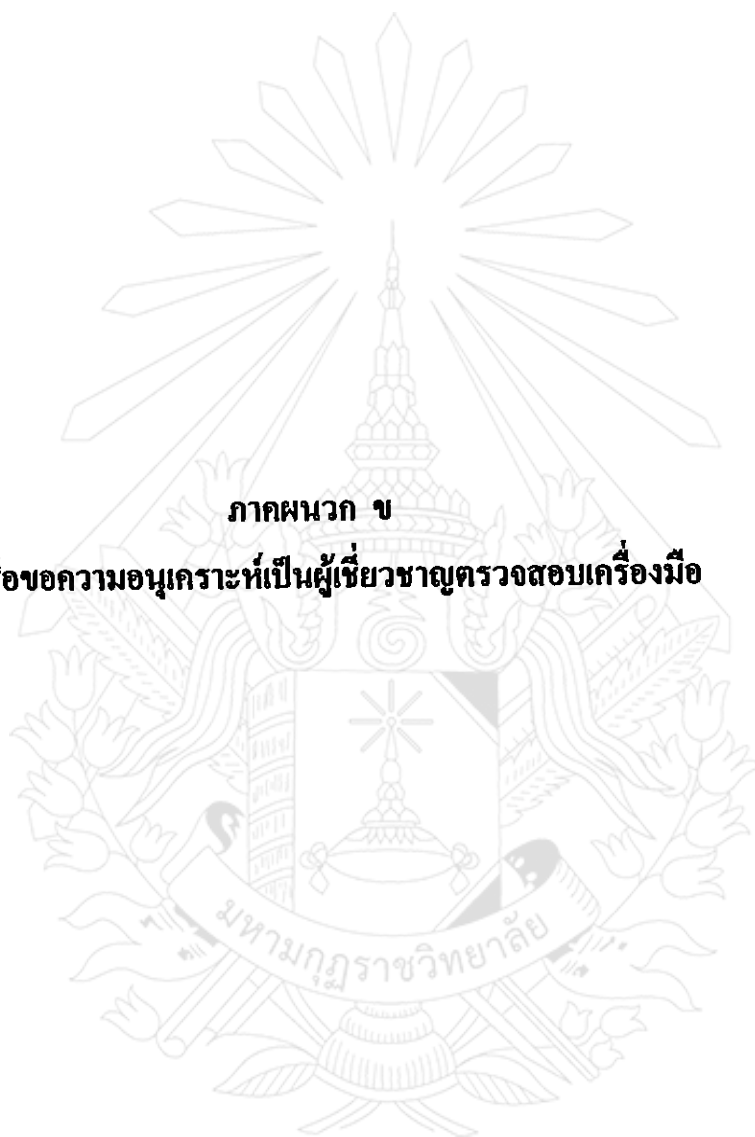 ภาคผนวก ข
อขอความอนุเคราะห์เป็นผู้เชี่ยวชาญตรวจสอบเครื่องมือ
มหามกุฏราชวิทยาลัย